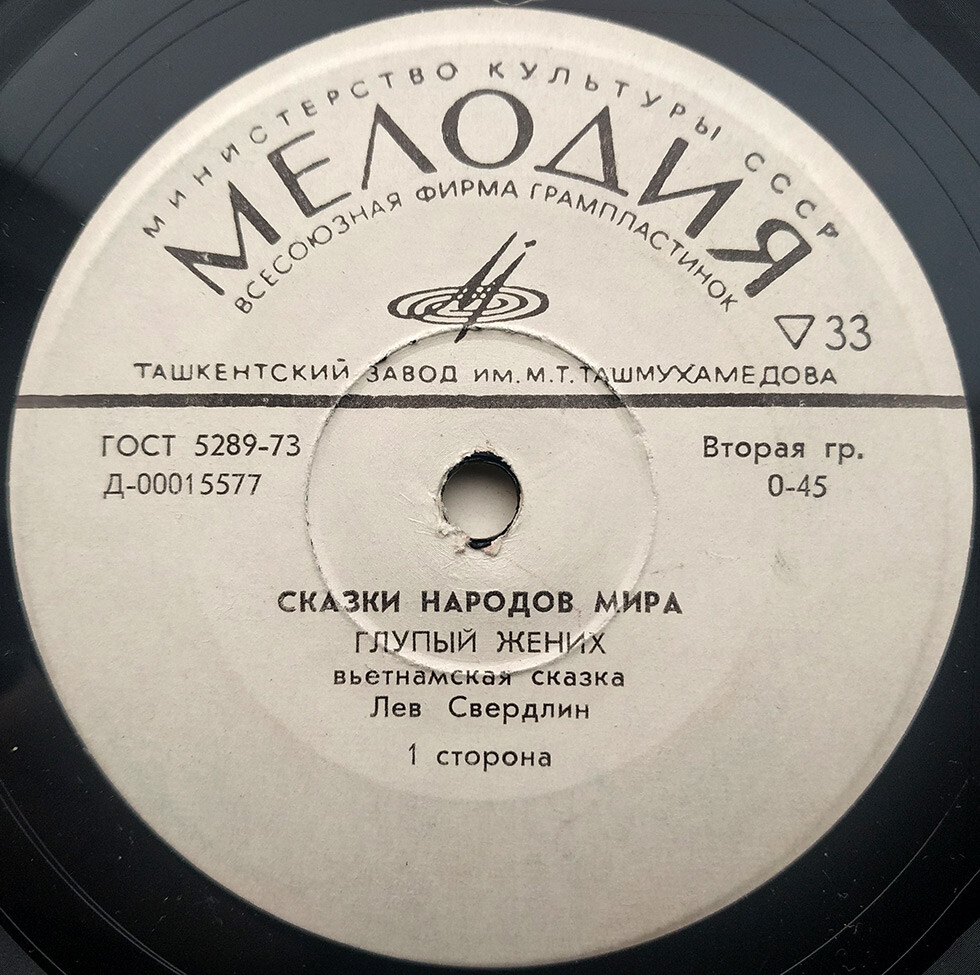 МИНИСТЕРСТВО КУЛЬТУРЫ СССР
МЕЛОДИЯ
ВСЕСОЮЗНАЯ ФИРМА ГРАМПЛАСТИНОК
33
ТАШКЕНТСКИЙ ЗАВОД ИМ. М.Т. ТАШМУХАМЕДОВА
ГОСТ 5289-73
Вторая гр.
Д-00015577
0-45
СКАЗКИ НАРОДОВ МИРА
ГЛУПЫЙ ЖЕНИХ
вьетнамская сказка
Лев Свердлин
1 сторона